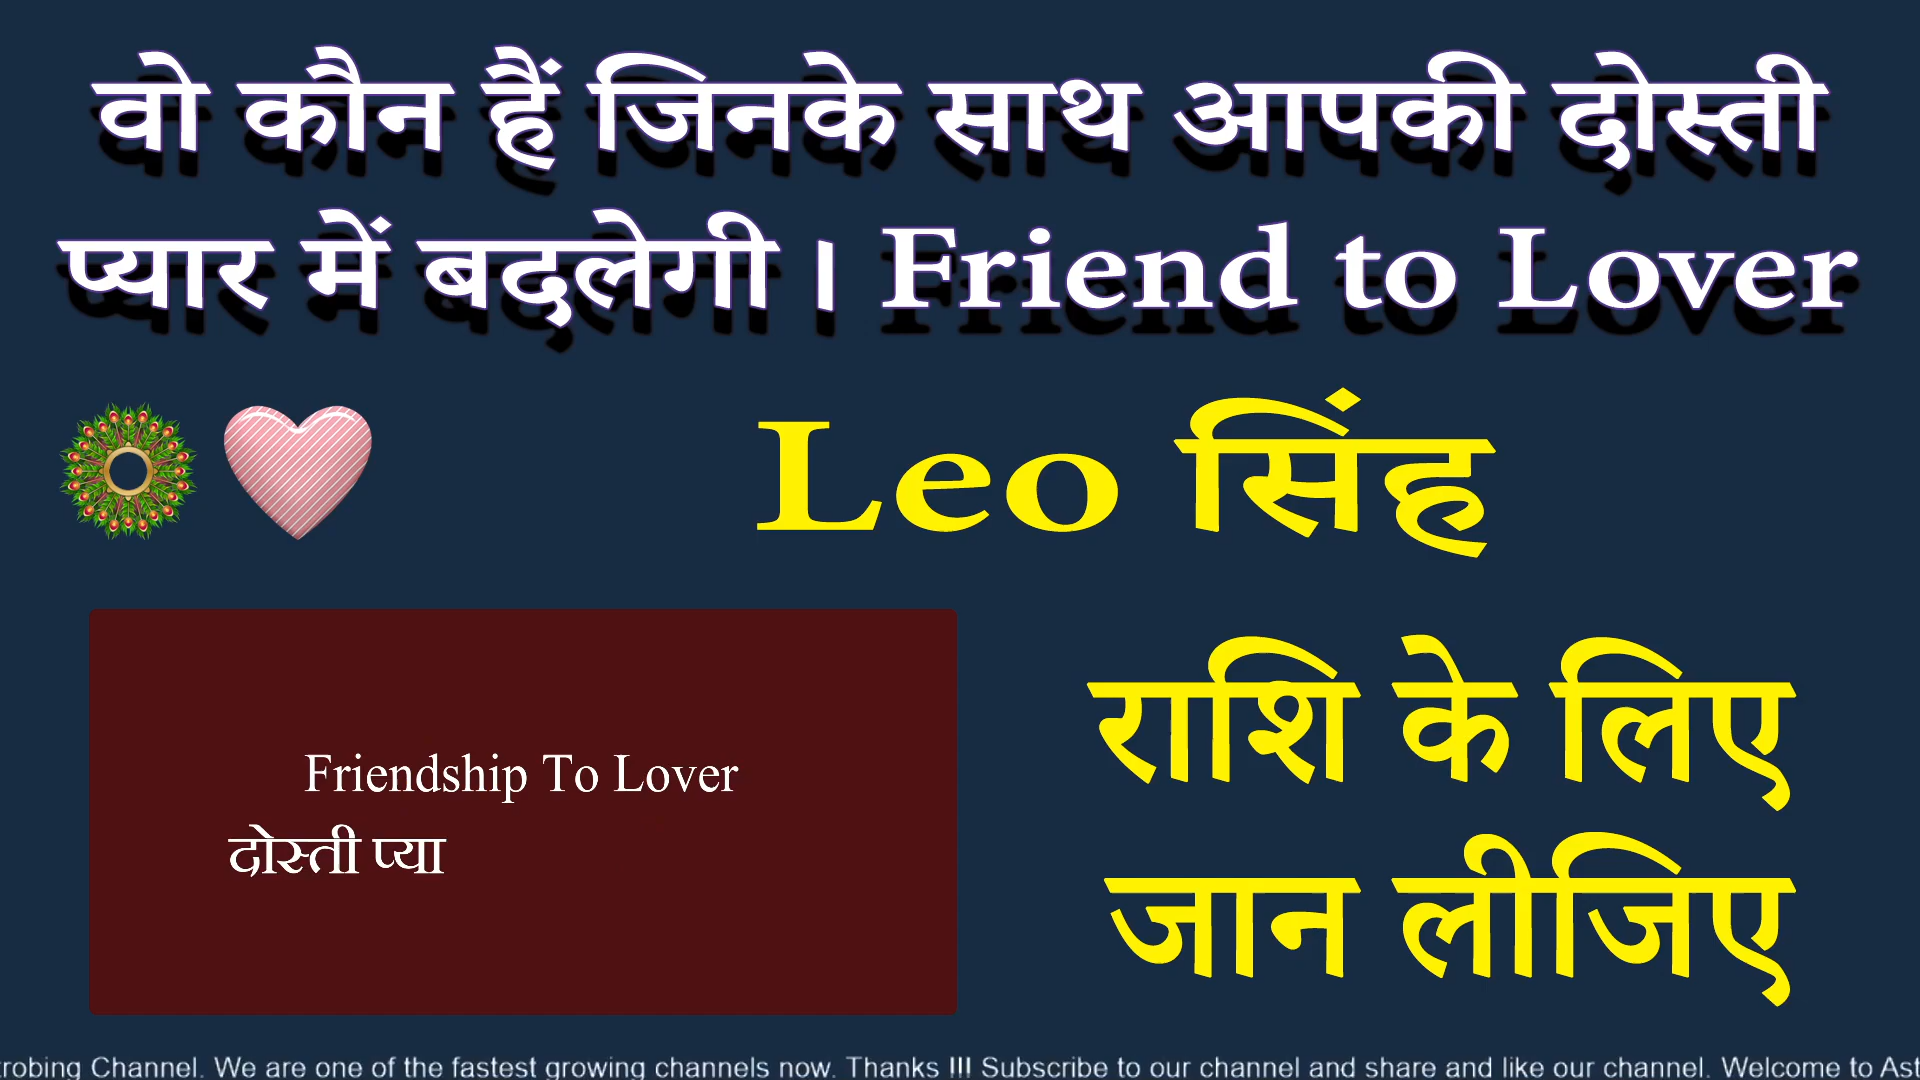 वो कौन हैं जिनके साथ आपकी दोस्ती
प्यार में बदलेगी । Friend to Lover
Leo सिंह
राशि के लिए
जान लीजिए
Friendship To Lover
दोस्ती प्या
robing Channel. We are one of the fastest growing channels now. Thanks !!! Subscribe to our channel and share and like our channel. Welcome to Ast